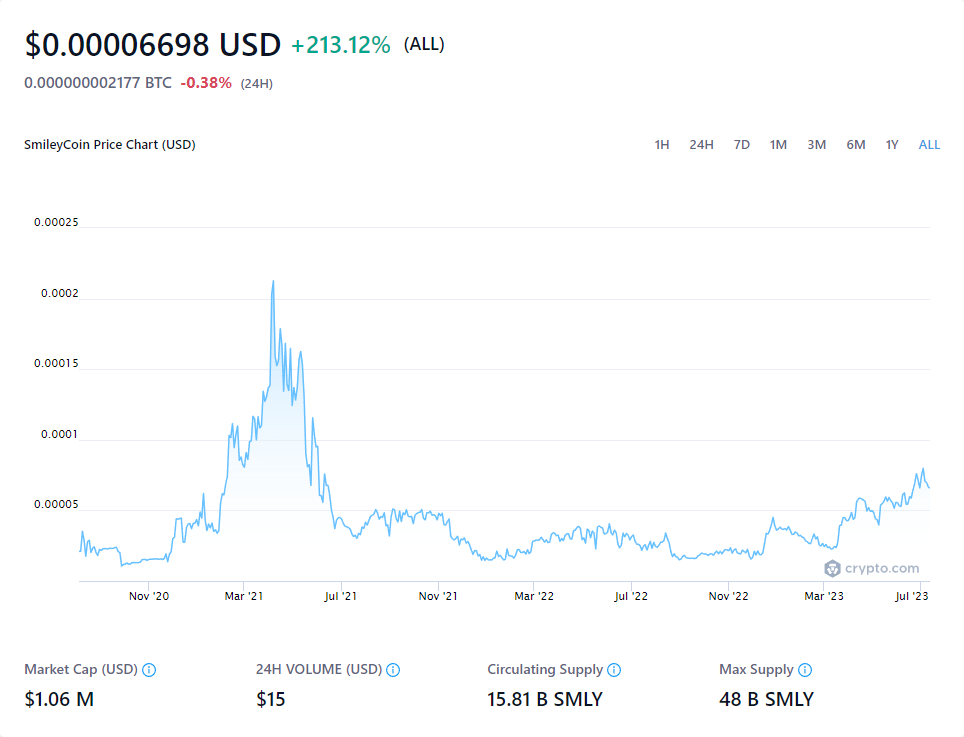 $0.00006698 USD +213.12% (ALL)
0.000000002177 BTC -0.38% (24H)
SmileyCoin Price Chart (USD) 1H 24H 7D 1M 3M 6M 1Y ALL
0.00025
0.0002
0.00015
0.0001
0.00005
crypto.com
Nov '20 Mar '21 Jul '21 Nov '21 Mar '22 Jul '22 Nov '22 Mar '23 Jul '23
Market Cap (USD) 24H VOLUME (USD) Circulating Supply Max Supply
$1.06 M $15 15.81 B SMLY 48 B SMLY